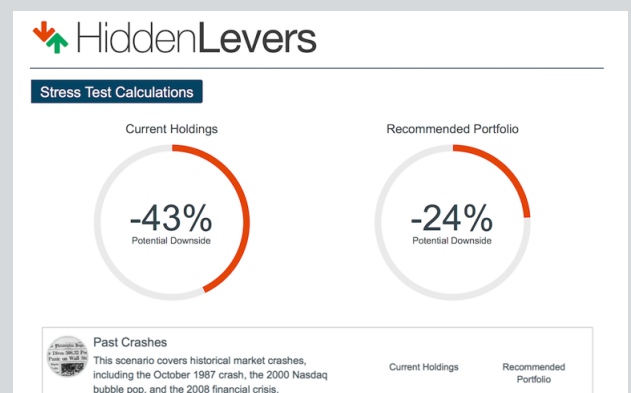 HiddenLevers
Stress Test Calculations
Current Holdings
Recommended Portfolio
-43%
Potential Downside
-24%
Potential Downside
Past Crashes
This scenario covers historical market crashes,
including the October 1987 crash, the 2000 Nasdaq
bubble pop, and the 2008 financial crisis.
Current Holdings
Recommended
Portfolio